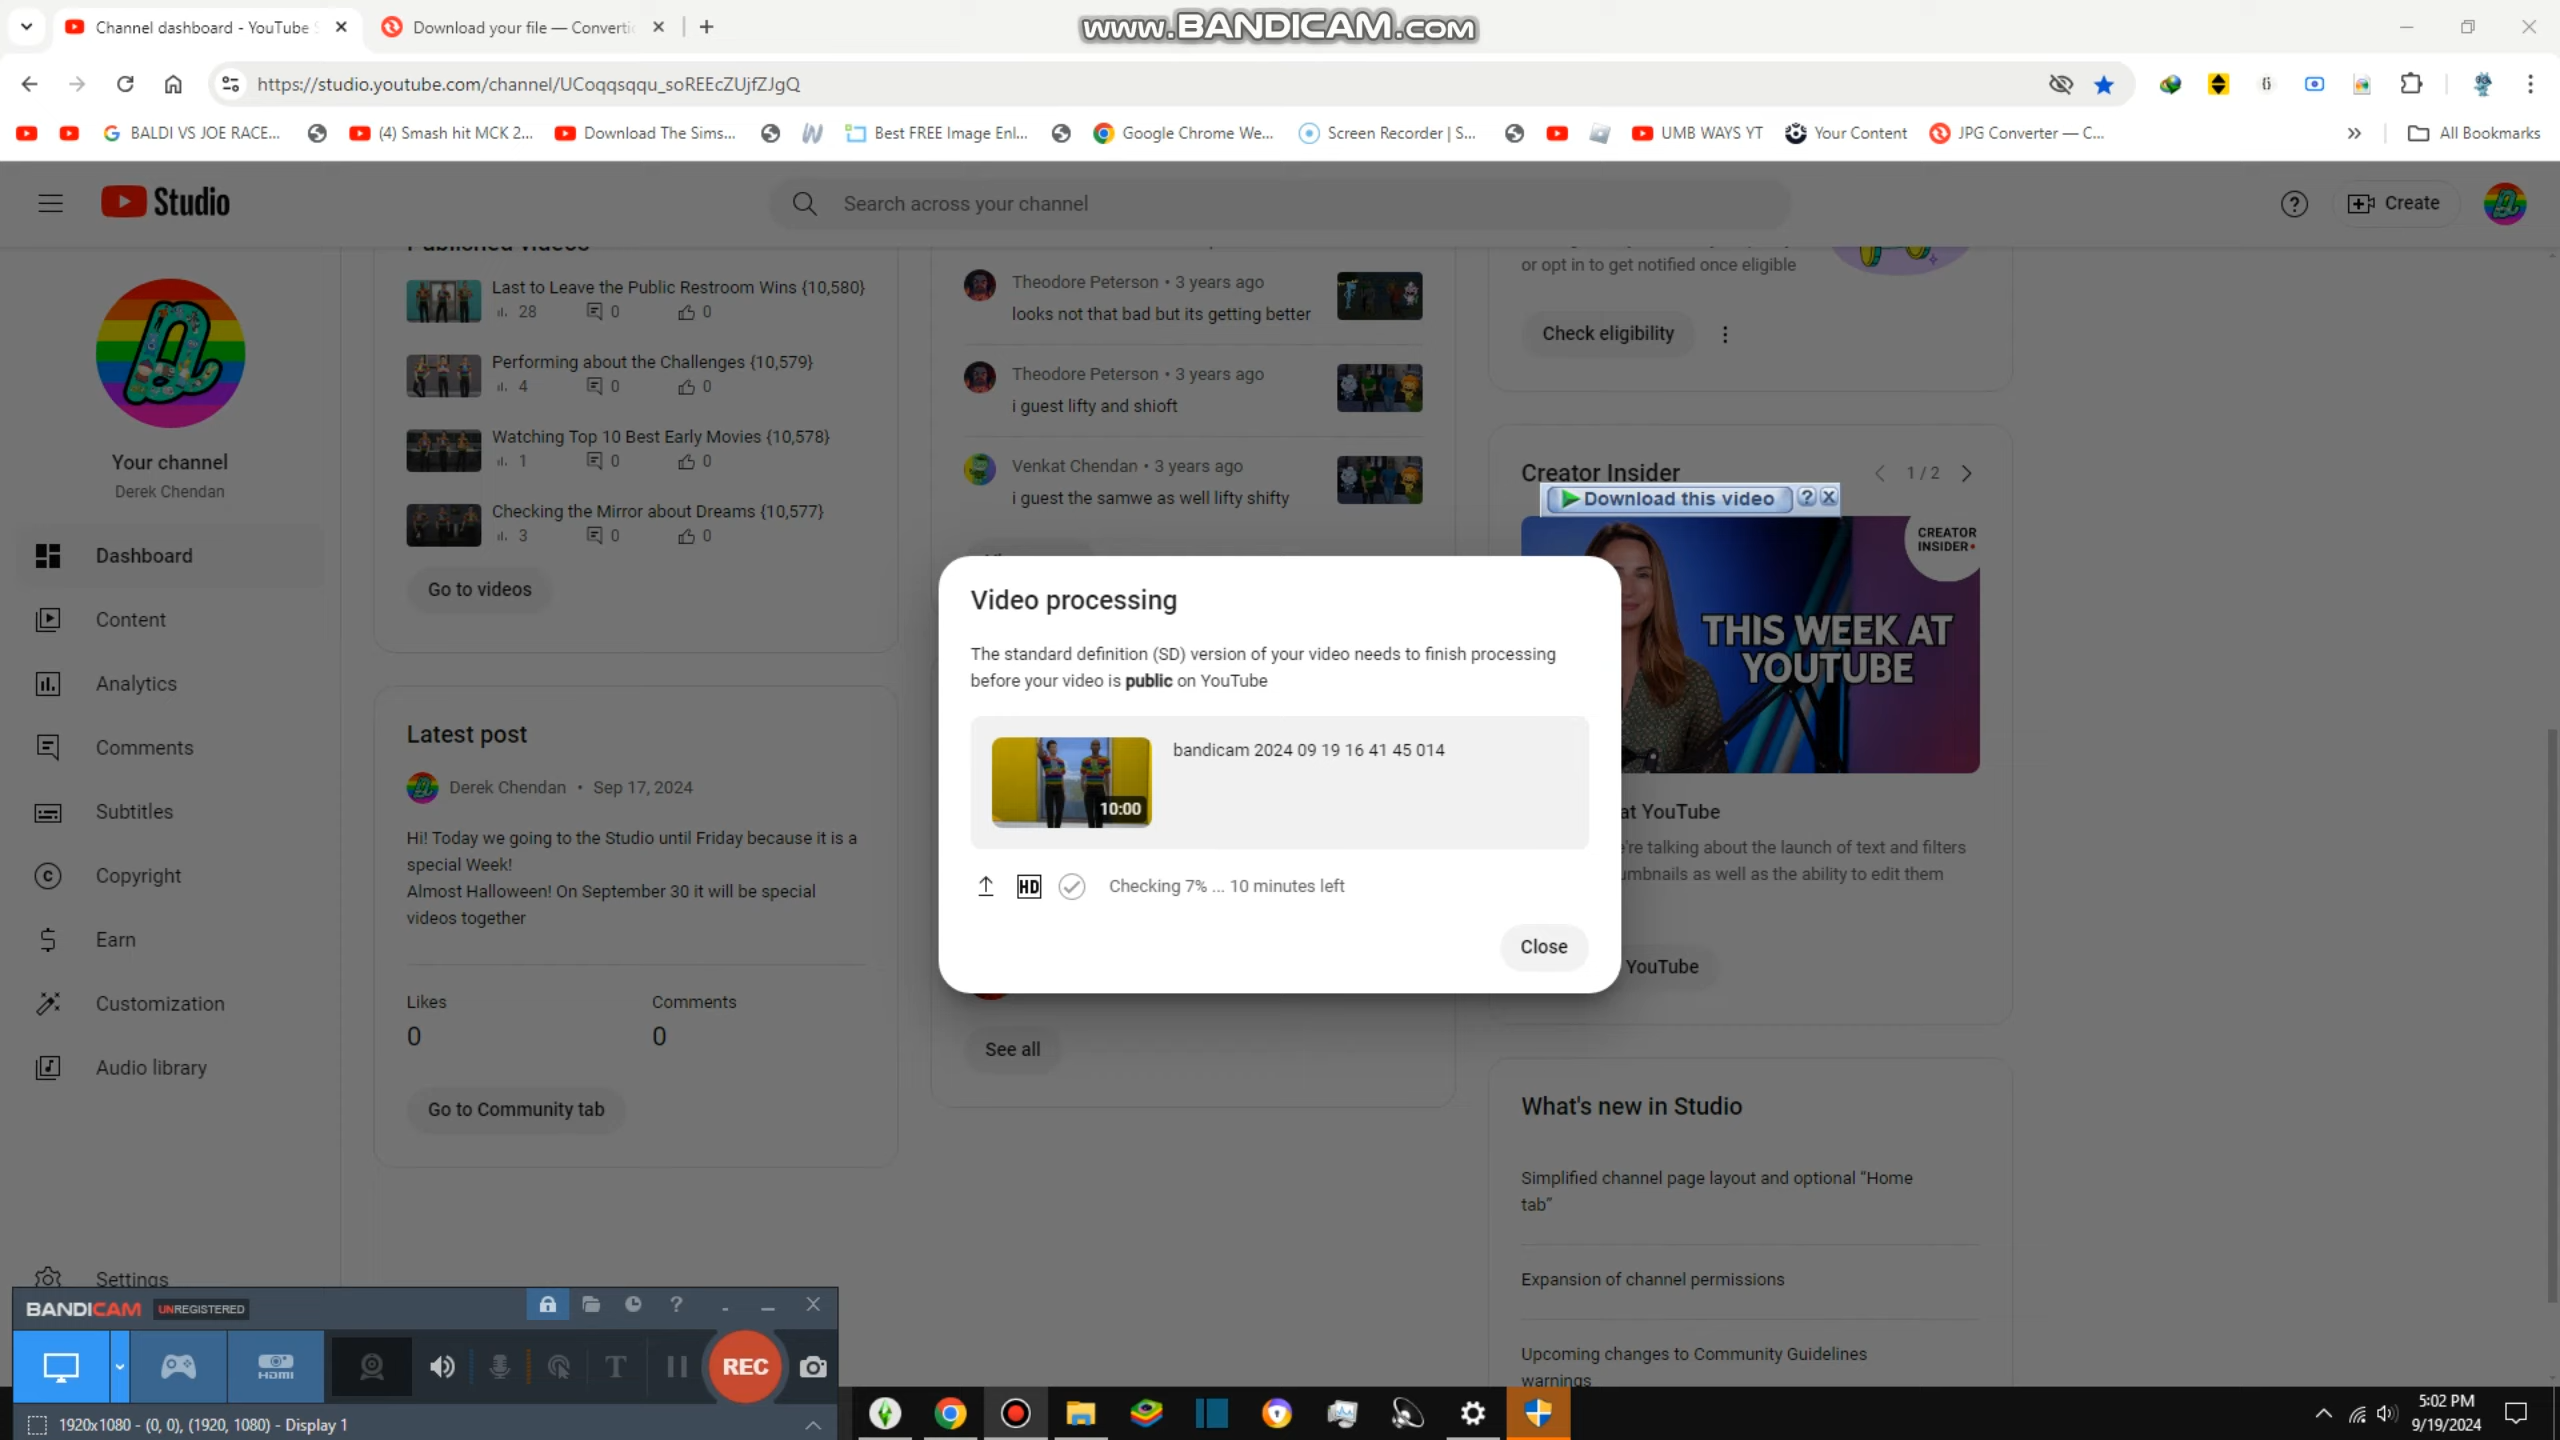 Channel dashboard - YouTube S
Download your file — Converti
www.BANDICAM.com
https://studio.youtube.com/channel/UCoqqsqqu_soREEcZUjfZJgQ
BALDI VS JOE RACE...
(4) Smash hit MCK 2...
Download The Sims...
Best FREE Image Enl...
Google Chrome We...
Screen Recorder | S...
UMB WAYS YT
Your Content
JPG Converter — C...
All Bookmarks
Studio
Search across your channel
Create
Your channel
Derek Chendan
Dashboard
Content
Analytics
Comments
Subtitles
Copyright
Earn
Customization
Audio library
Settings
Published videos
Last to Leave the Public Restroom Wins {10,580}
28 0 0
Performing about the Challenges {10,579}
4 0 0
Watching Top 10 Best Early Movies {10,578}
1 0 0
Checking the Mirror about Dreams {10,577}
3 0 0
Go to videos
Latest post
Derek Chendan • Sep 17, 2024
Hi! Today we going to the Studio until Friday because it is a
special Week!
Almost Halloween! On September 30 it will be special
videos together
Likes
Comments
0
0
Go to Community tab
Theodore Peterson • 3 years ago
looks not that bad but its getting better
Theodore Peterson • 3 years ago
i guest lifty and shioft
Venkat Chendan • 3 years ago
i guest the samwe as well lifty shifty
Video processing
The standard definition (SD) version of your video needs to finish processing
before your video is public on YouTube
10:00
bandicam 2024 09 19 16 41 45 014
HD
Checking 7% ... 10 minutes left
Close
See all
or opt in to get notified once eligible
Check eligibility
Creator Insider
1 / 2
Download this video
CREATOR
INSIDER
THIS WEEK AT
YOUTUBE
at YouTube
're talking about the launch of text and filters
umbnails as well as the ability to edit them
YouTube
What's new in Studio
Simplified channel page layout and optional “Home
tab”
Expansion of channel permissions
Upcoming changes to Community Guidelines
warnings
BANDICAM UNREGISTERED
HDMI
T
REC
1920x1080 - (0, 0), (1920, 1080) - Display 1
5:02 PM
9/19/2024